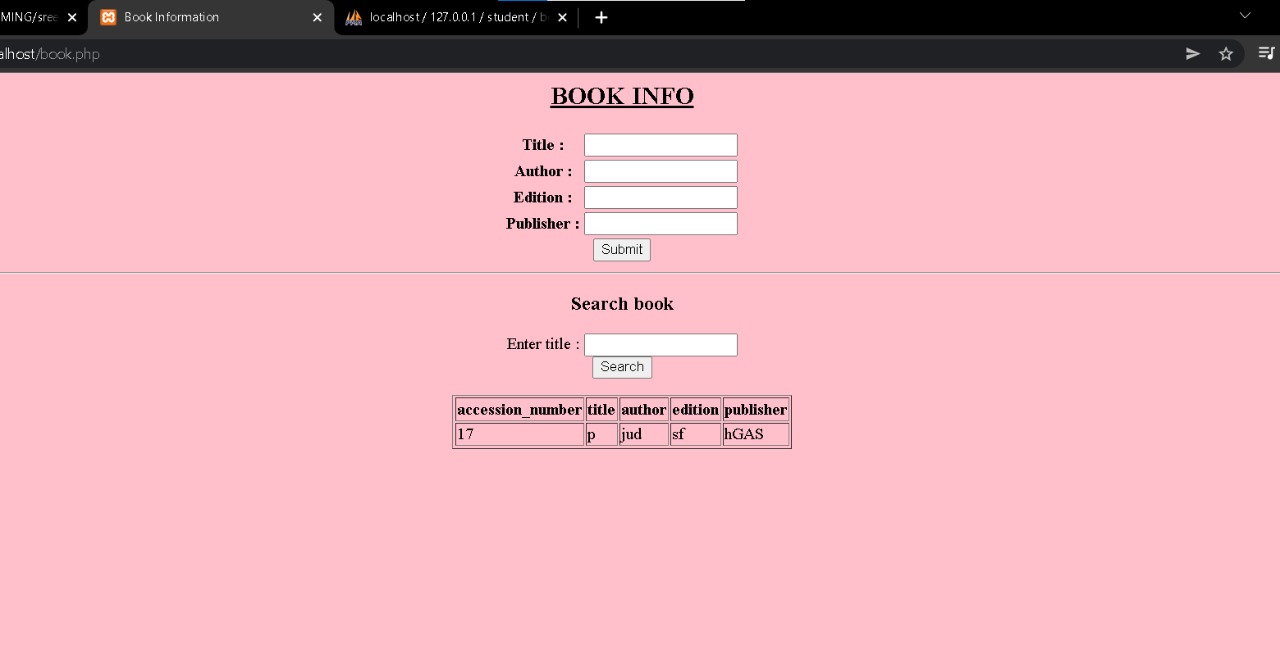 MING/sree
Book Information
localhost / 127.0.0.1 / student / b
alhost/book.php
BOOK INFO
Title :
Author :
Edition :
Publisher :
Submit
Search book
Enter title :
Search
accession_number title author edition publisher
17 p jud sf hGAS